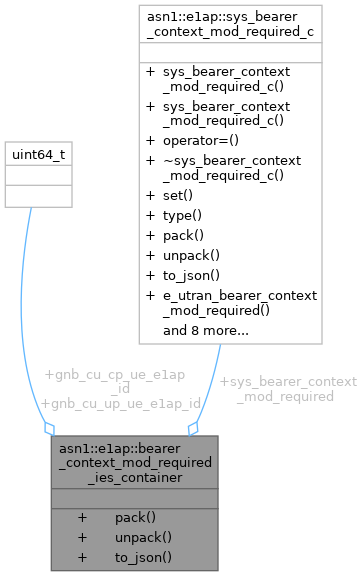 asn1::e1ap::sys_bearer
_context_mod_required_c
+ sys_bearer_context
_mod_required_c()
+ sys_bearer_context
_mod_required_c()
+ operator=()
+ ~sys_bearer_context
_mod_required_c()
+ set()
+ type()
+ pack()
+ unpack()
+ to_json()
+ e_utran_bearer_context
_mod_required()
and 8 more...
uint64_t
+gnb_cu_cp_ue_e1ap
_id
+gnb_cu_up_ue_e1ap_id
+sys_bearer_context
_mod_required
asn1::e1ap::bearer
_context_mod_required
_ies_container
+ pack()
+ unpack()
+ to_json()